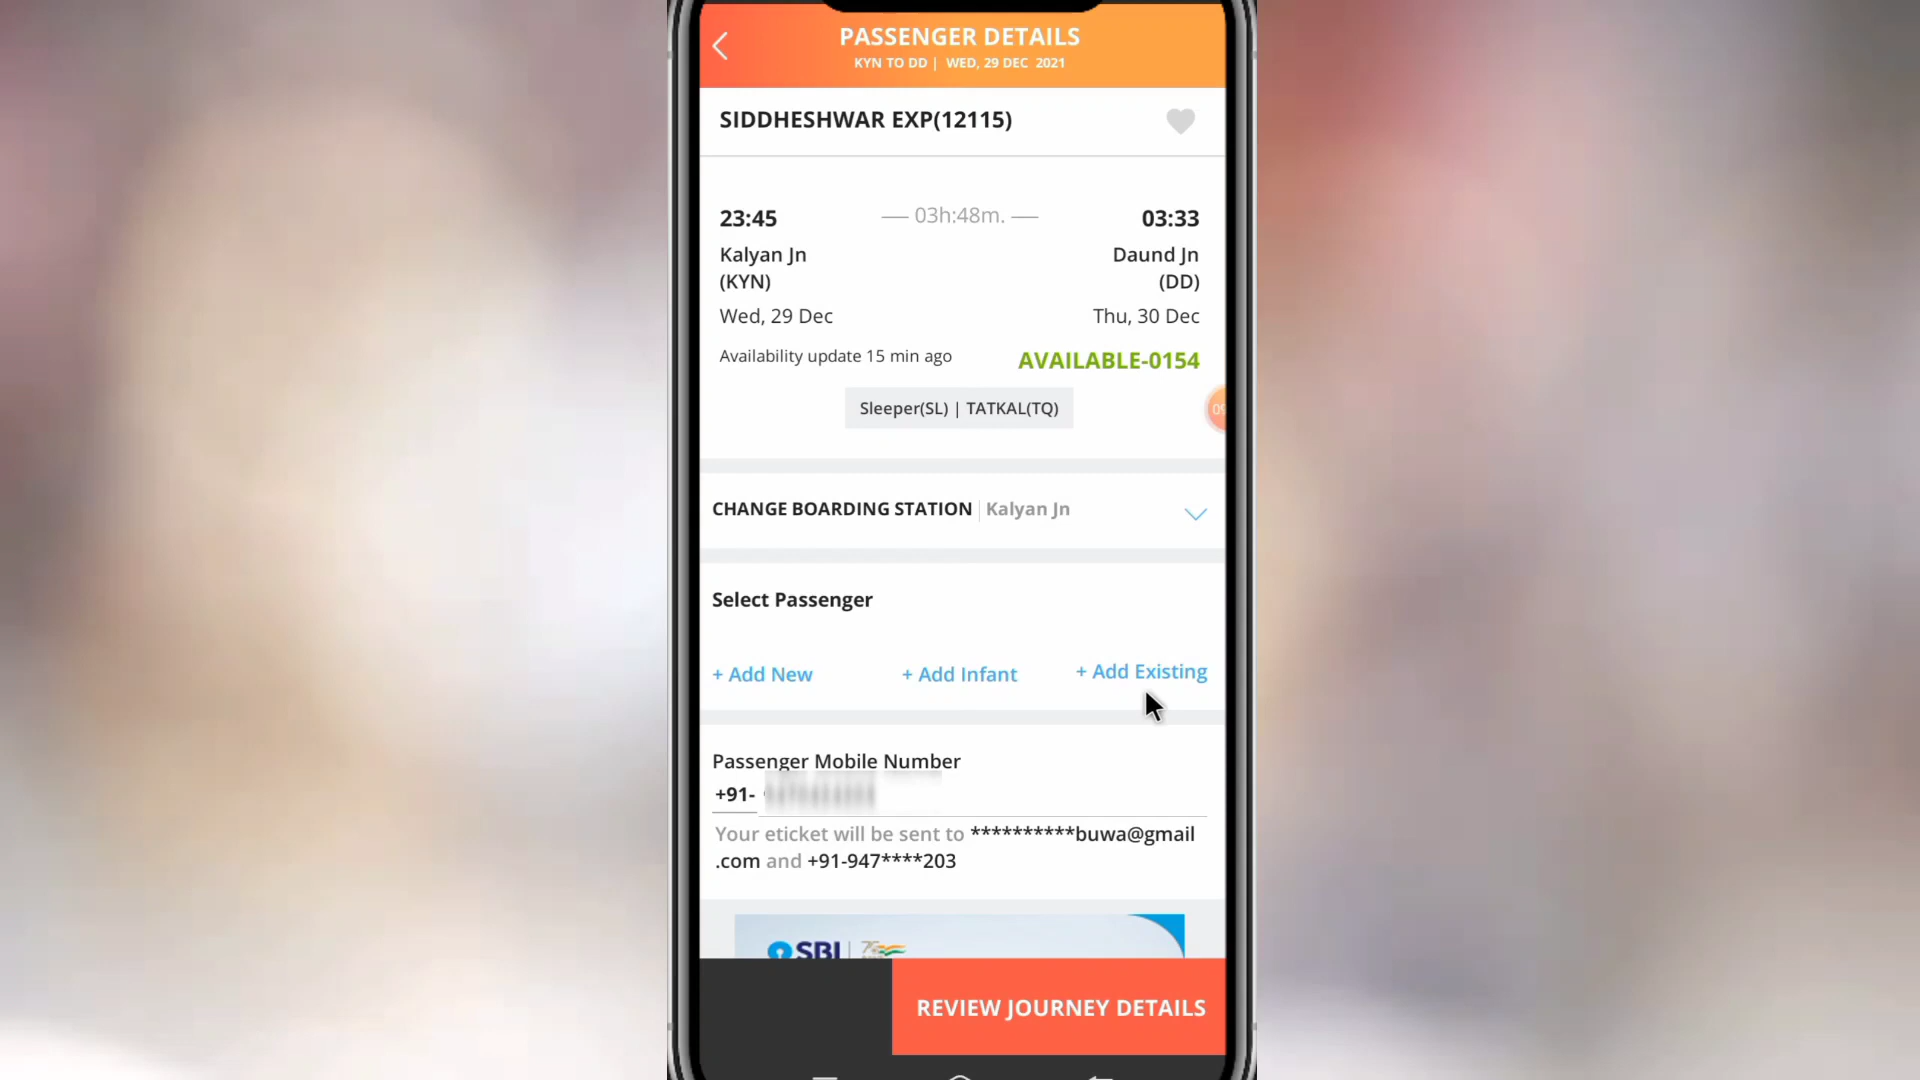 PASSENGER DETAILS
KYN TO DD | WED, 29 DEC 2021
SIDDHESHWAR EXP(12115)
23:45 — 03h:48m. — 03:33
Kalyan Jn Daund Jn
(KYN) (DD)
Wed, 29 Dec Thu, 30 Dec
Availability update 15 min ago AVAILABLE-0154
Sleeper(SL) | TATKAL(TQ)
CHANGE BOARDING STATION | Kalyan Jn
Select Passenger
+ Add New + Add Infant + Add Existing
Passenger Mobile Number
+91-
Your eticket will be sent to **********buwa@gmail
.com and +91-947****203
SBI
REVIEW JOURNEY DETAILS